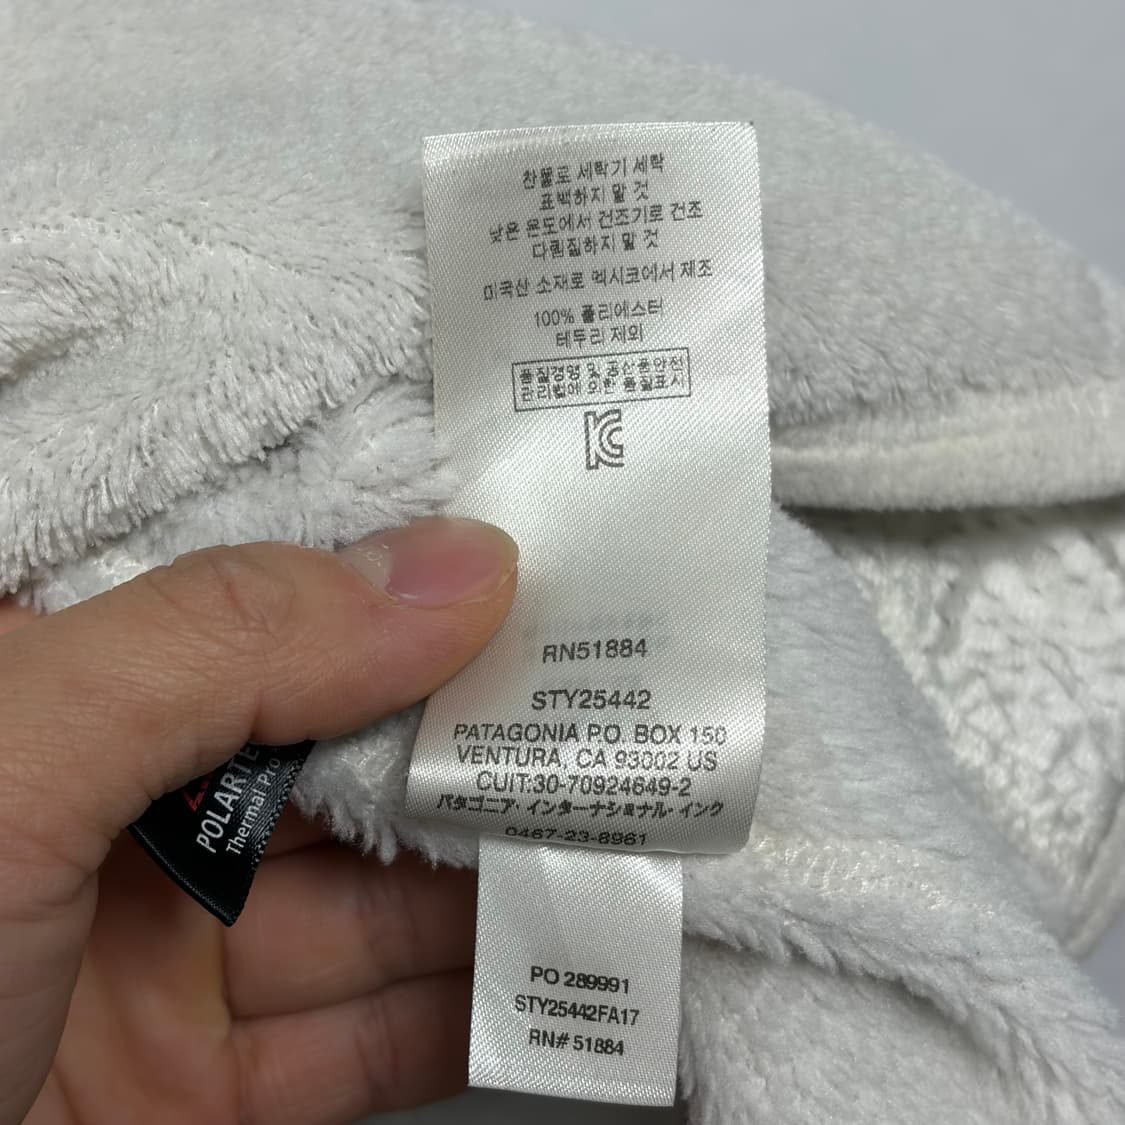 찬물로 세탁기 세탁
표백하지 말 것
낮은 온도에서 건조기로 건조
다림질하지 말 것
미국산 소재로 멕시코에서 제조
100% 폴리에스터
테두리 제외
품질경영 및 공산품안전
관리법에 의한 품질표시
RN51884
STY25442
PATAGONIA P.O. BOX 150
VENTURA, CA 93002 US
CUIT:30-70924649-2
パタゴニア・インターナショナル・インク
0467-23-8961
POLARTE
Thermal Pro
PO 289991
STY25442FA17
RN# 51884